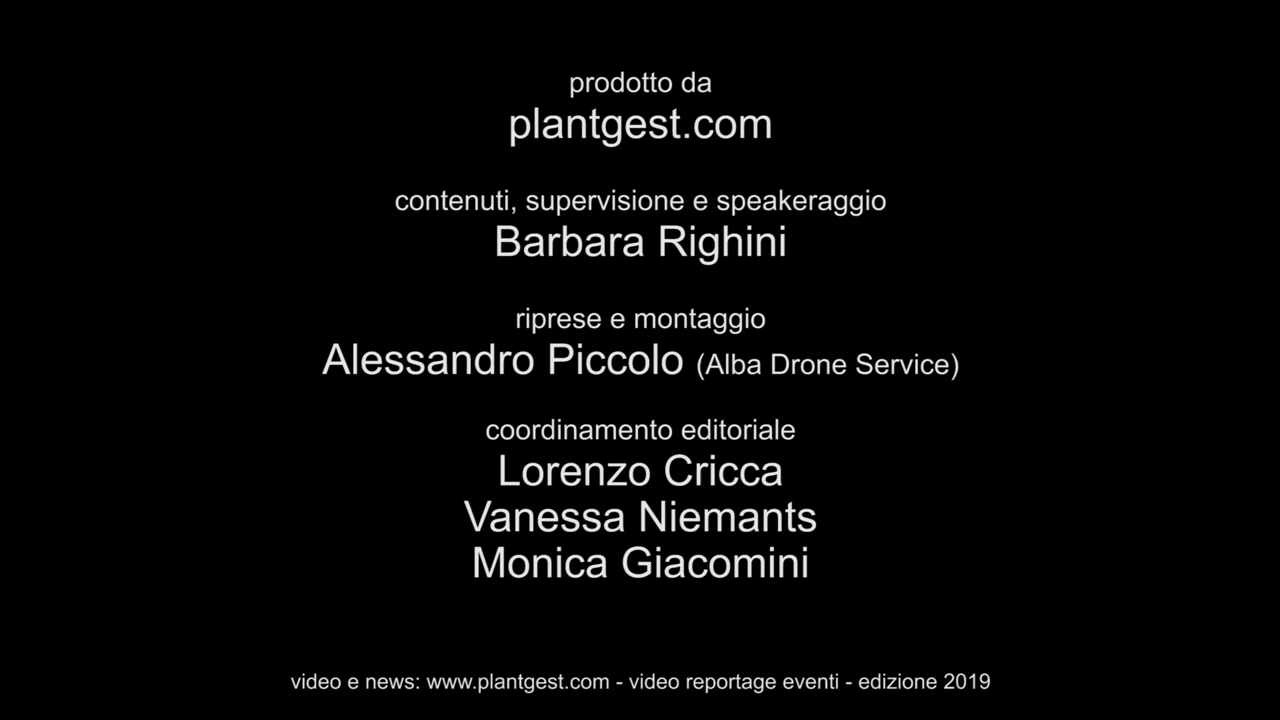 prodotto da
plantgest.com
contenuti, supervisione e speakeraggio
Barbara Righini
riprese e montaggio
Alessandro Piccolo (Alba Drone Service)
coordinamento editoriale
Lorenzo Cricca
Vanessa Niemants
Monica Giacomini
video e news: www.plantgest.com - video reportage eventi - edizione 2019